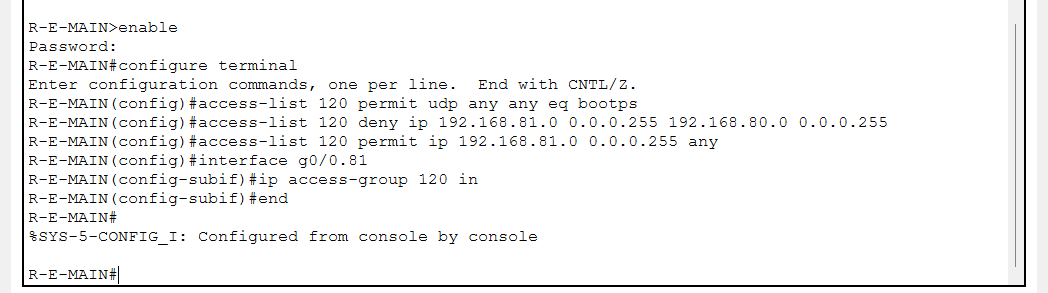 R-E-MAIN>enable
Password:
R-E-MAIN#configure terminal
Enter configuration commands, one per line.  End with CNTL/Z.
R-E-MAIN(config)#access-list 120 permit udp any any eq bootps
R-E-MAIN(config)#access-list 120 deny ip 192.168.81.0 0.0.0.255 192.168.80.0 0.0.0.255
R-E-MAIN(config)#access-list 120 permit ip 192.168.81.0 0.0.0.255 any
R-E-MAIN(config)#interface g0/0.81
R-E-MAIN(config-subif)#ip access-group 120 in
R-E-MAIN(config-subif)#end
R-E-MAIN#
%SYS-5-CONFIG_I: Configured from console by console
R-E-MAIN#